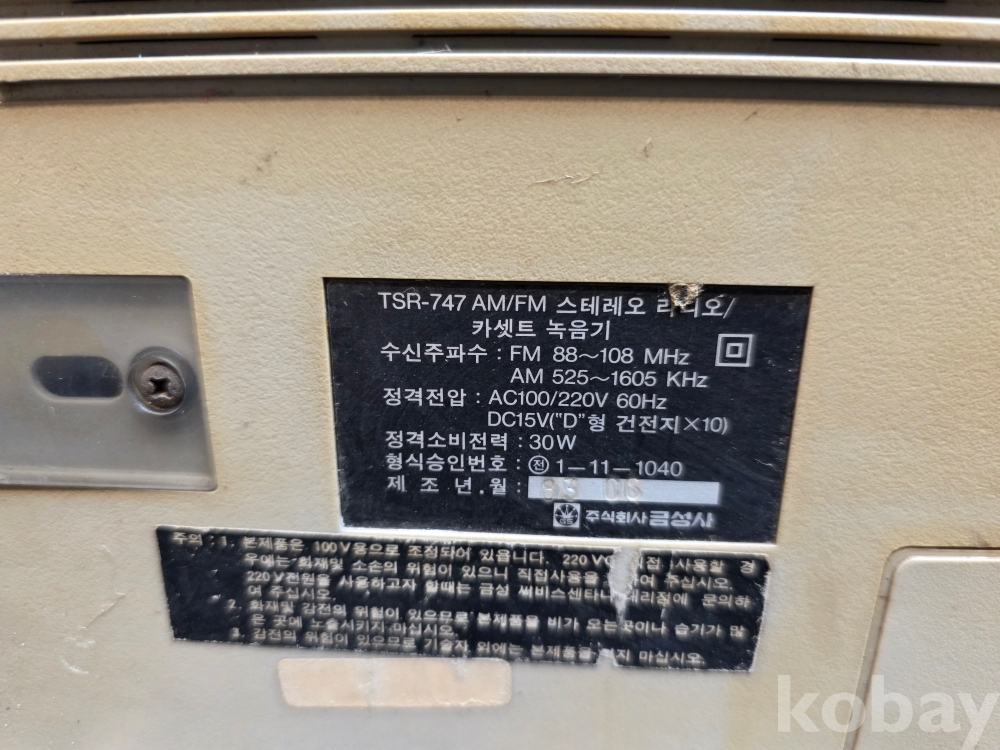 TSR-747 AM/FM 스테레오 라디오/
카셋트 녹음기
수신주파수 : FM 88~108 MHz
AM 525~1605 KHz
정격전압 : AC100/220V 60Hz
DC15V("D"형 건전지×10)
정격소비전력 : 30W
형식승인번호 : 전 1-11-1040
제 조 년 . 월 :
GS 주식회사 금성사
주의 : 1. 본제품은 100V용으로 조정되어 있읍니다. 220V에 직접 사용할 경
우에는 화재및 소손의 위험이 있으니 직접사용을 하여 주십시오.
220V전원을 사용하고자 할때는 금성 써비스센타나 대리점에 문의하
여 주십시오.
2. 화재및 감전의 위험이 있으므로 본제품을 비가 오는곳이나 습기가 많
은 곳에 노출시키지 마십시오.
3. 감전의 위험이 있으므로 기술자 외에는 본제품을 마십시오.
kobay